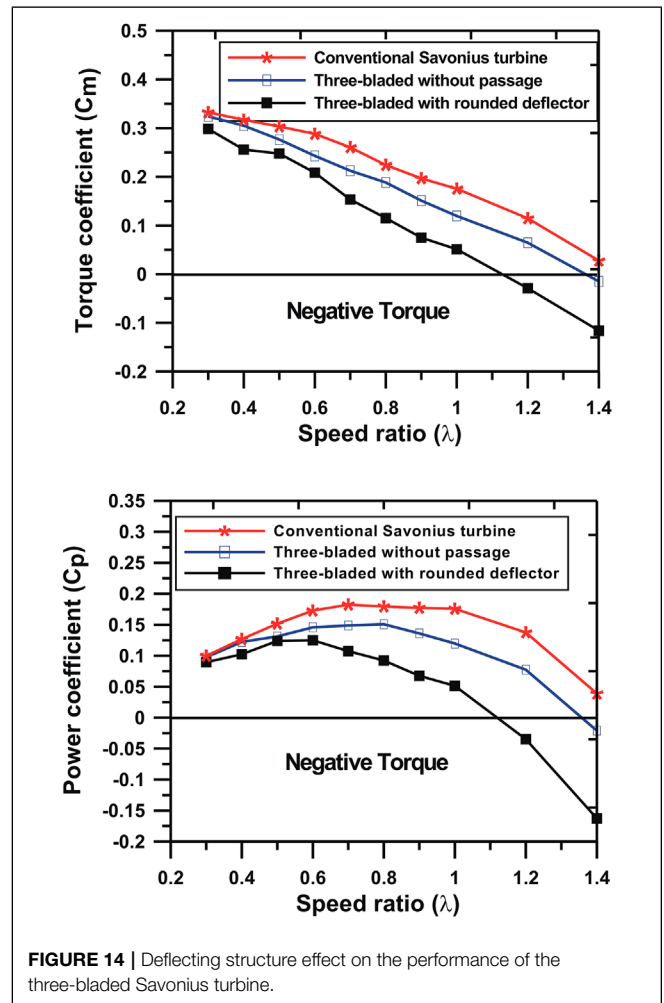 0.5
0.4
0.3
0.2
0.1
0
-0.1
-0.2
Torque coefficient (Cm)
Conventional Savonius turbine
Three-bladed without passage
Three-bladed with rounded deflector
Negative Torque
0.2 0.4 0.6 0.8 1 1.2 1.4
Speed ratio (λ)
0.35
0.3
0.25
0.2
0.15
0.1
0.05
0
-0.05
-0.1
-0.15
-0.2
Power coefficient (Cp)
Conventional Savonius turbine
Three-bladed without passage
Three-bladed with rounded deflector
Negative Torque
0.2 0.4 0.6 0.8 1 1.2 1.4
Speed ratio (λ)
FIGURE 14 | Deflecting structure effect on the performance of the
three-bladed Savonius turbine.